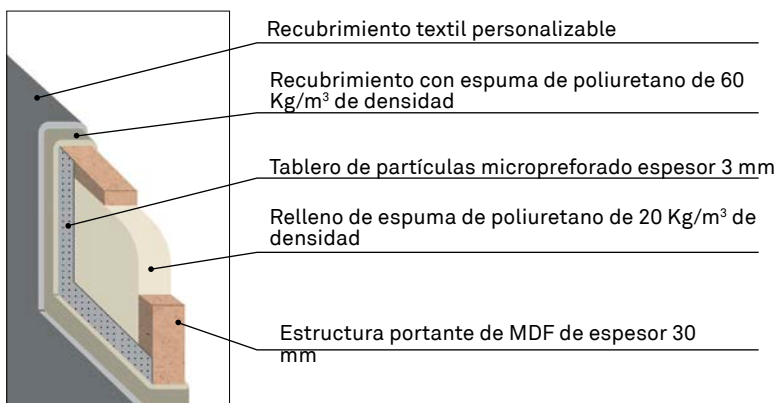 Recubrimiento textil personalizable
Recubrimiento con espuma de poliuretano de 60
Kg/m³ de densidad
Tablero de partículas micropreforado espesor 3 mm
Relleno de espuma de poliuretano de 20 Kg/m³ de
densidad
Estructura portante de MDF de espesor 30
mm